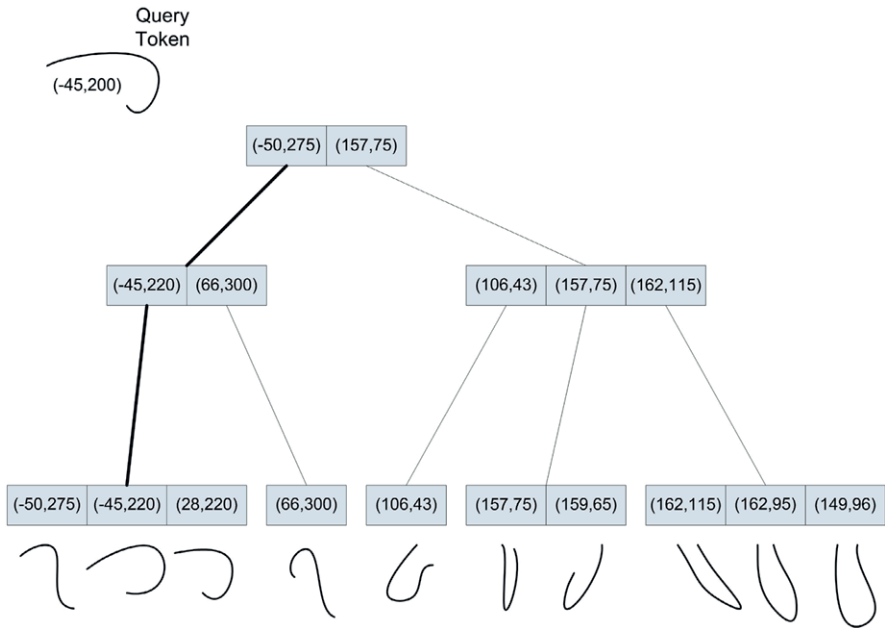 Query
Token
(-45,200)
(-50,275) (157,75)
(-45,220) (66,300) (106,43) (157,75) (162,115)
(-50,275) (-45,220) (28,220) (66,300) (106,43) (157,75) (159,65) (162,115) (162,95) (149,96)